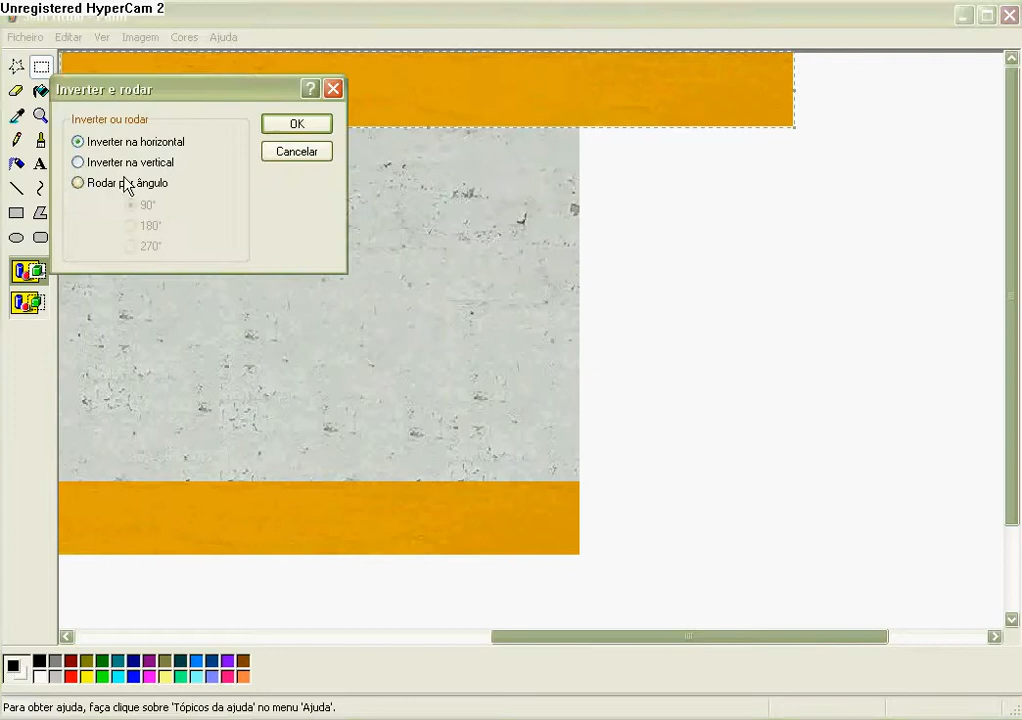 Unregistered HyperCam 2
Ficheiro Editar Ver Imagem Cores Ajuda
Inverter e rodar
Inverter ou rodar
OK
Inverter na horizontal
Cancelar
Inverter na vertical
Rodar por ângulo
90°
180°
270°
A
Para obter ajuda, faça clique sobre 'Tópicos da ajuda' no menu 'Ajuda'.